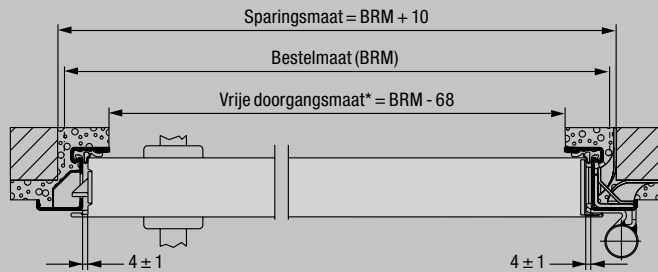 Sparingsmaat = BRM + 10
Bestelmaat (BRM)
Vrije doorgangsmaat* = BRM - 68
4 ± 1
4 ± 1